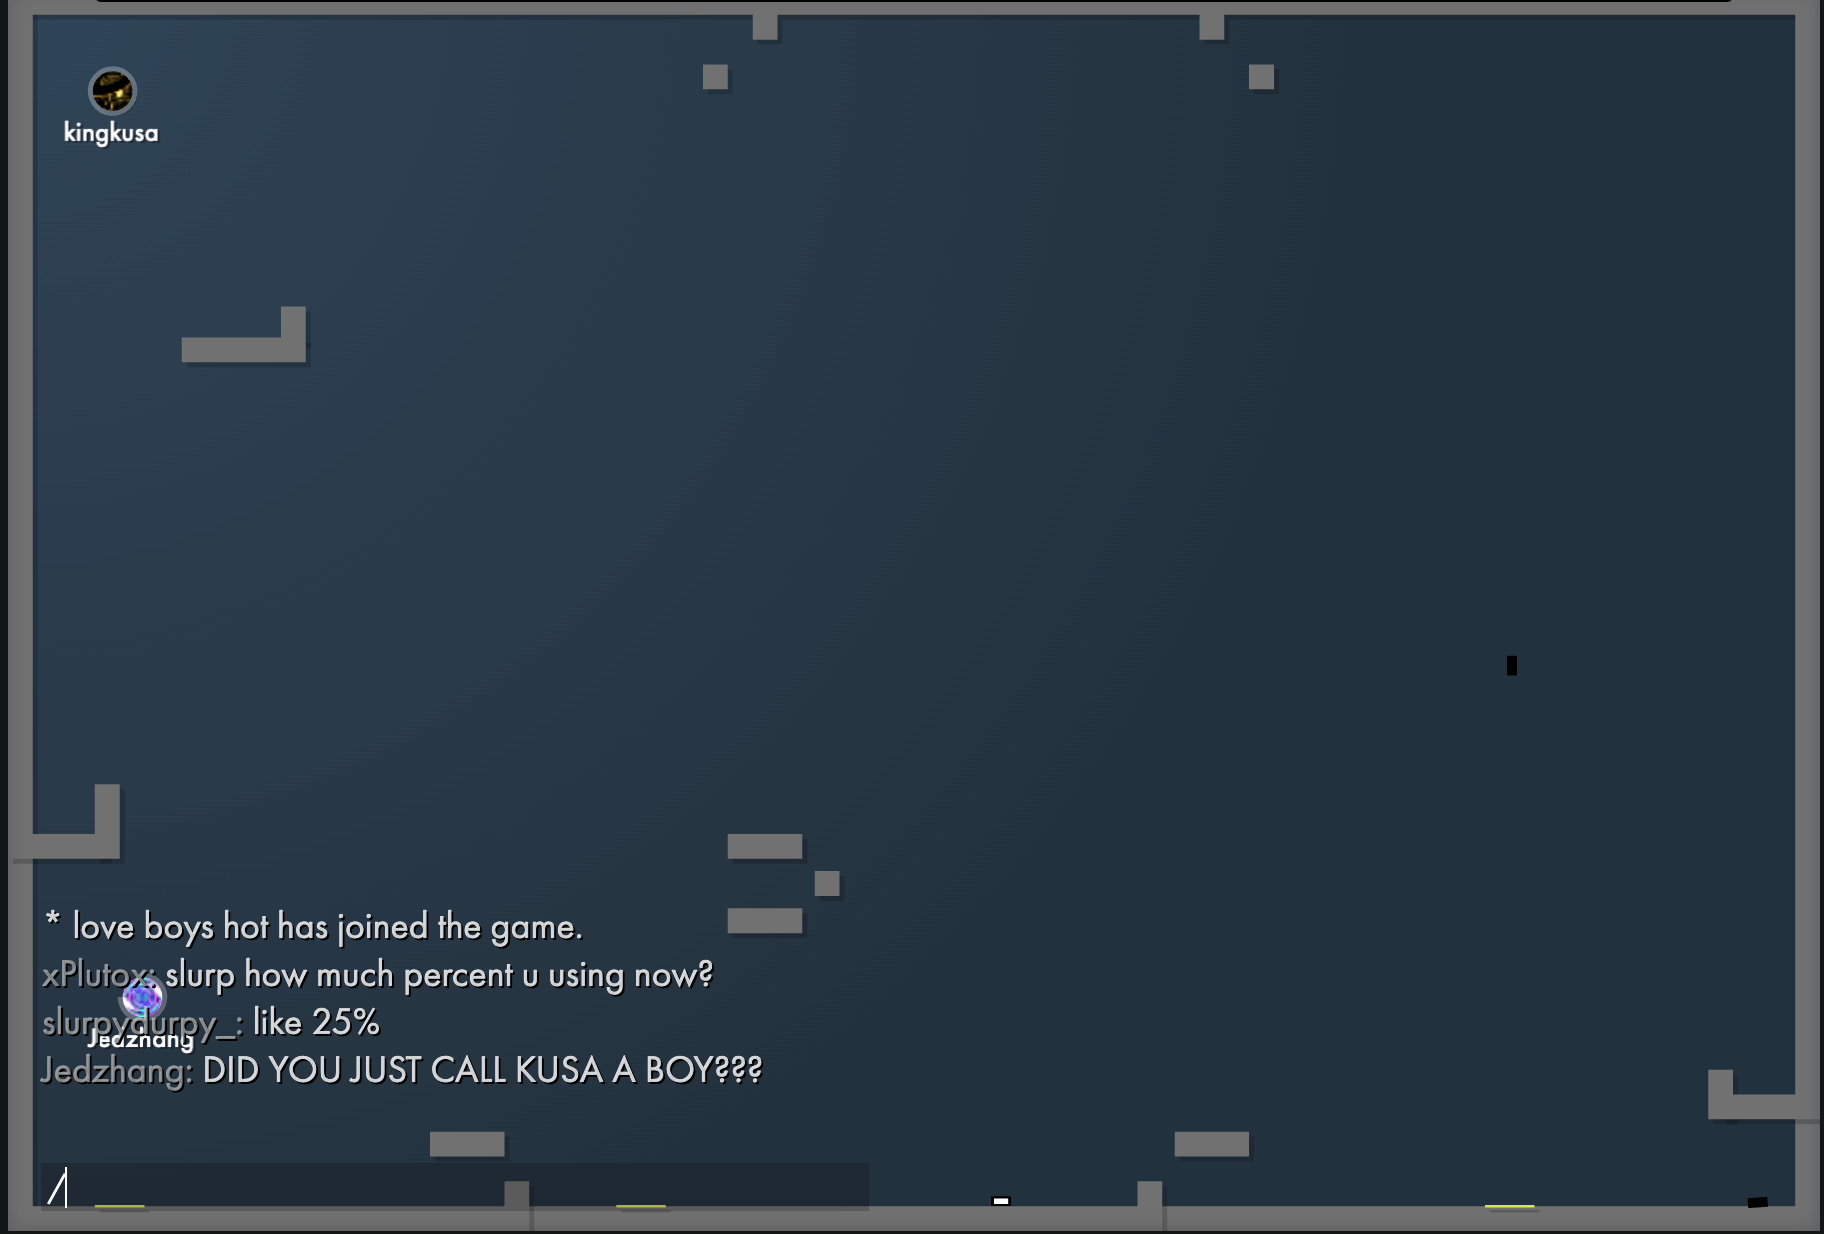 kingkusa
* love boys hot has joined the game.
xPlutox: slurp how much percent u using now?
slurpydurpy_: like 25%
Jedzhang
Jedzhang: DID YOU JUST CALL KUSA A BOY???
/